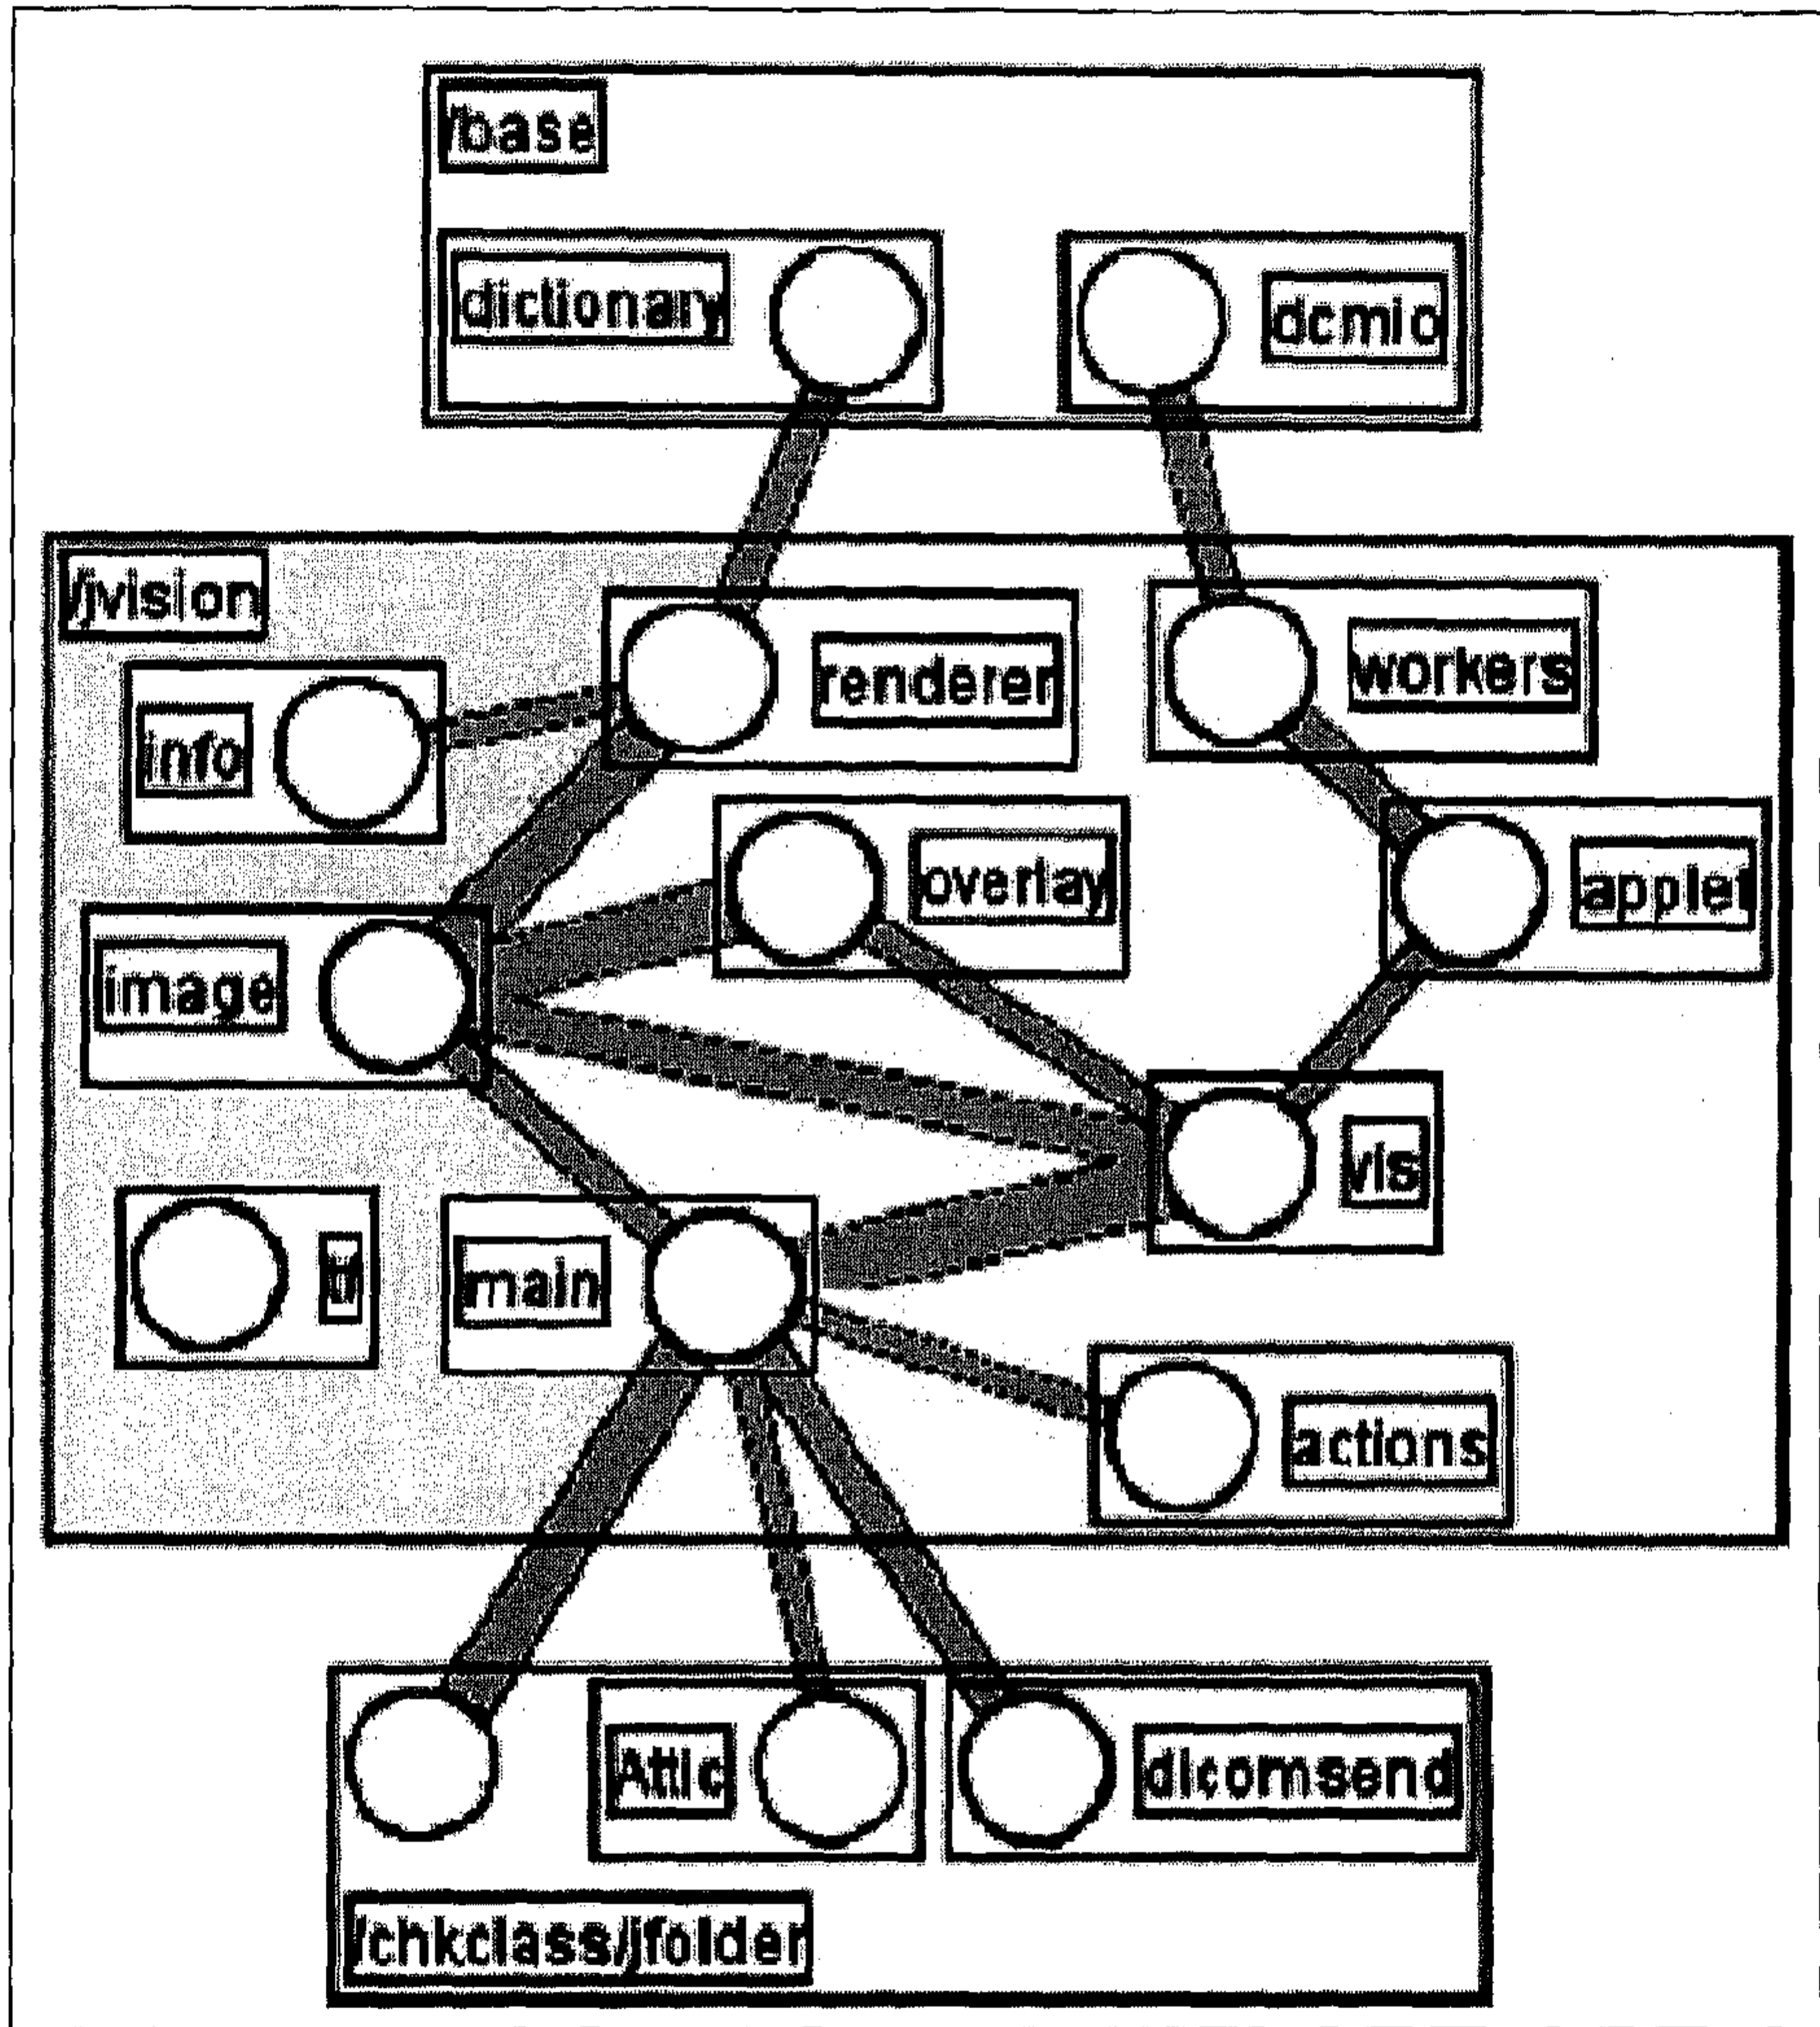 /base
dictionary
dcmio
/jvision
renderer
workers
info
overlay
applet
image
vis
main
actions
Attic
dicomsend
/chkclass/jfolder